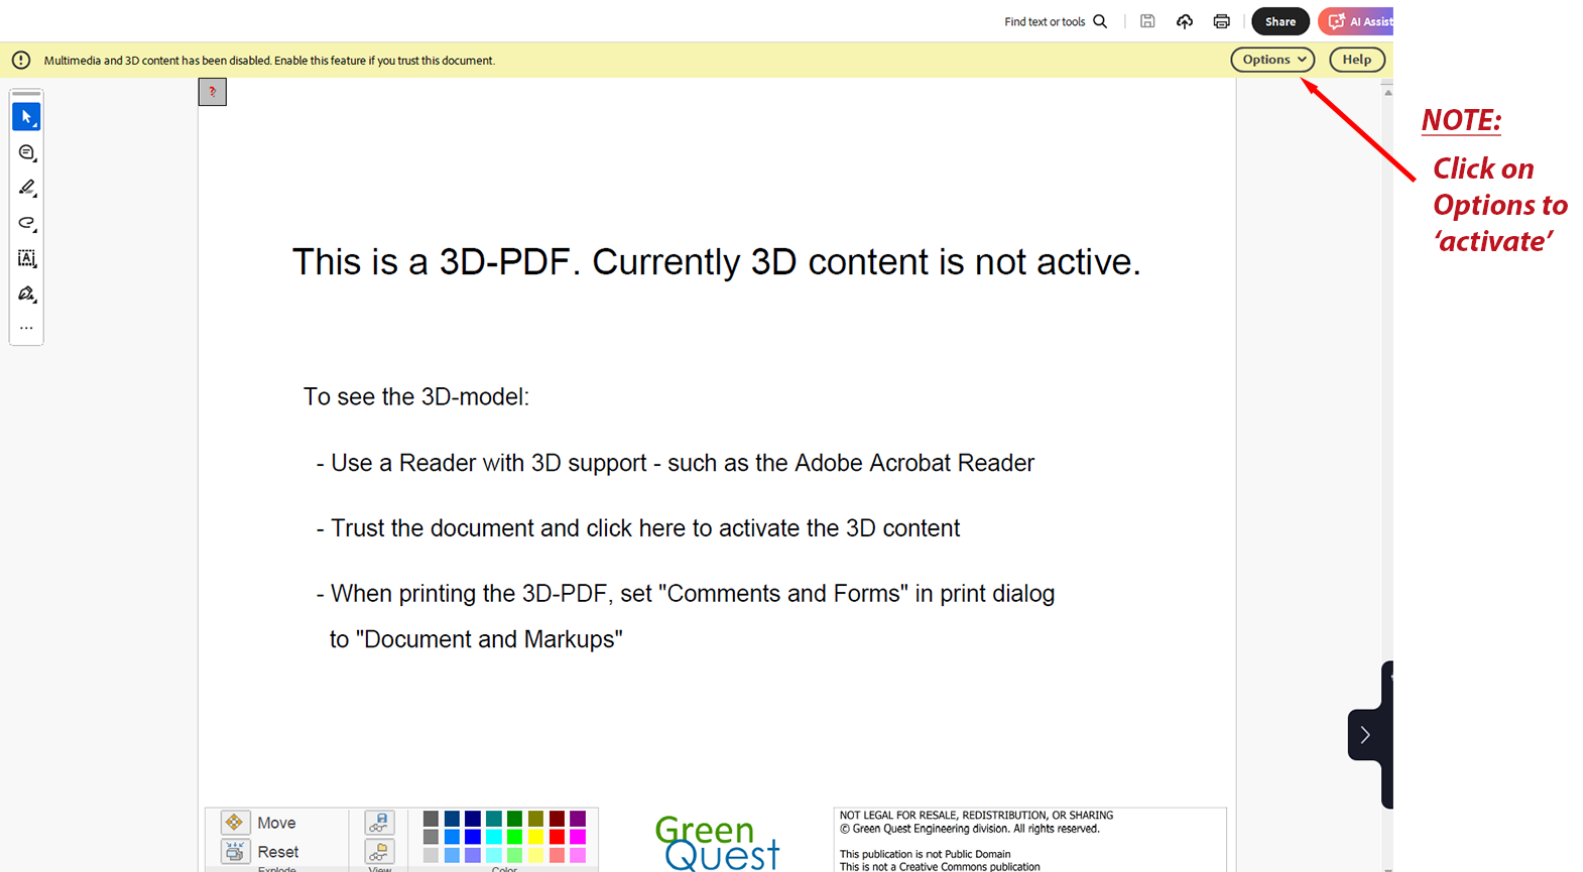 Find text or tools
Share
AI Assist
Multimedia and 3D content has been disabled. Enable this feature if you trust this document.
Options
Help
?
NOTE:
Click on
Options to
‘activate’
This is a 3D-PDF. Currently 3D content is not active.
To see the 3D-model:
- Use a Reader with 3D support - such as the Adobe Acrobat Reader
- Trust the document and click here to activate the 3D content
- When printing the 3D-PDF, set "Comments and Forms" in print dialog
to "Document and Markups"
Move
Reset
Explode
View
Color
Green
Quest
NOT LEGAL FOR RESALE, REDISTRIBUTION, OR SHARING
© Green Quest Engineering division. All rights reserved.
This publication is not Public Domain
This is not a Creative Commons publication